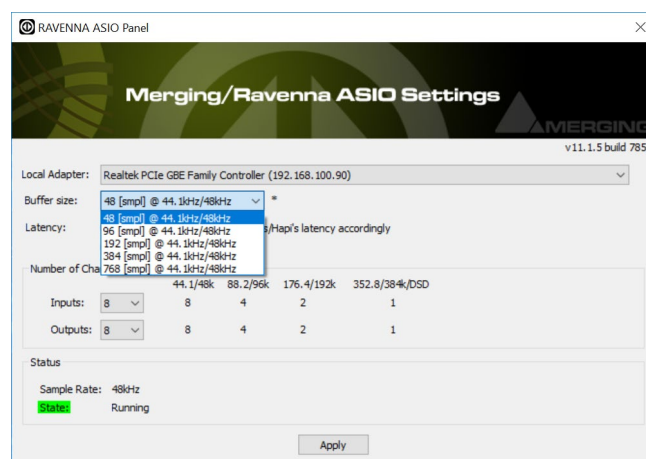 RAVENNA ASIO Panel
Merging/Ravenna ASIO Settings
MERGING
v11.1.5 build 785
Local Adapter: Realtek PCIe GBE Family Controller (192.168.100.90)
Buffer size: 48 [smpl] @ 44.1kHz/48kHz *
48 [smpl] @ 44.1kHz/48kHz
96 [smpl] @ 44.1kHz/48kHz
Latency: /Hapi's latency accordingly
192 [smpl] @ 44.1kHz/48kHz
384 [smpl] @ 44.1kHz/48kHz
768 [smpl] @ 44.1kHz/48kHz
Number of Cha
44.1/48k 88.2/96k 176.4/192k 352.8/384k/DSD
Inputs: 8 8 4 2 1
Outputs: 8 8 4 2 1
Status
Sample Rate: 48kHz
State: Running
Apply